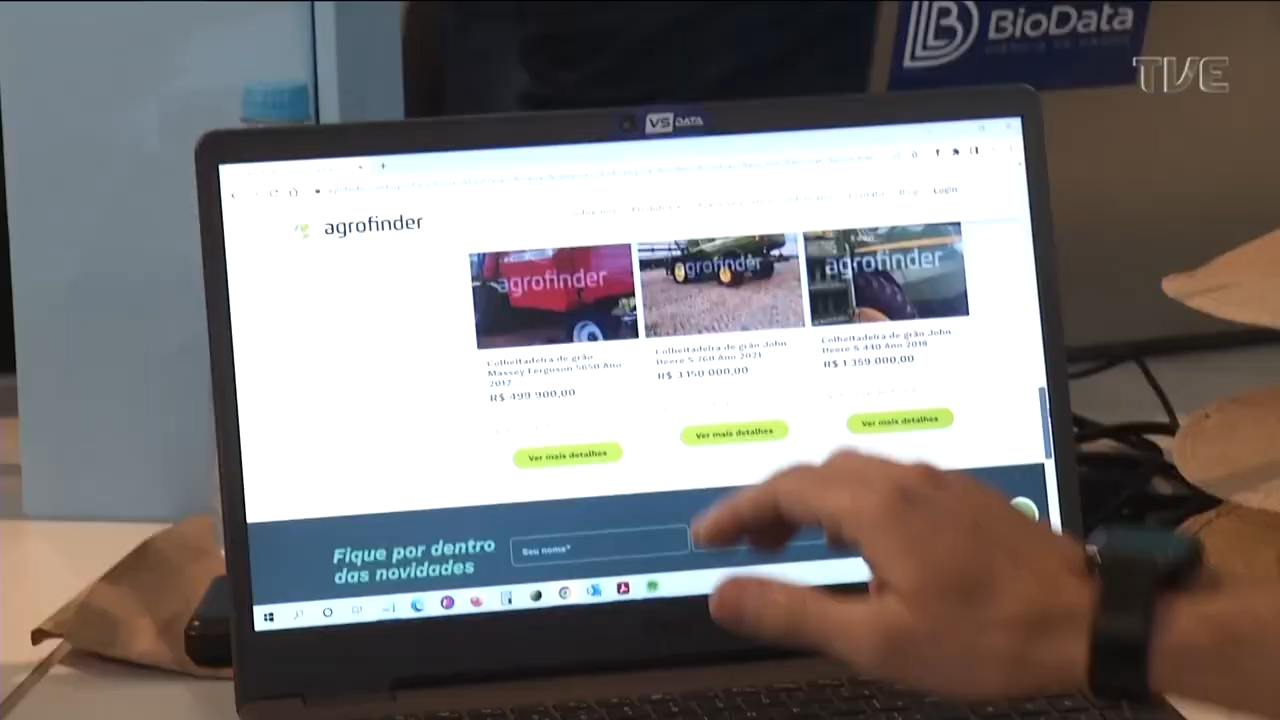 BioData
TVE
VS DATA
Login
agrofinder
agrofinder
agrofinder
agrofinder
Colheitadeira de grão
Massey Ferguson 5650 Ano
2012
R$ 499 900,00
Colheitadeira de grão John
Deere S 760 Ano 2021
R$ 3 150 000,00
Colheitadeira de grão John
Deere S 440 Ano 2018
R$ 1 359 000,00
Ver mais detalhes
Ver mais detalhes
Ver mais detalhes
Fique por dentro
das novidades
Seu nome*